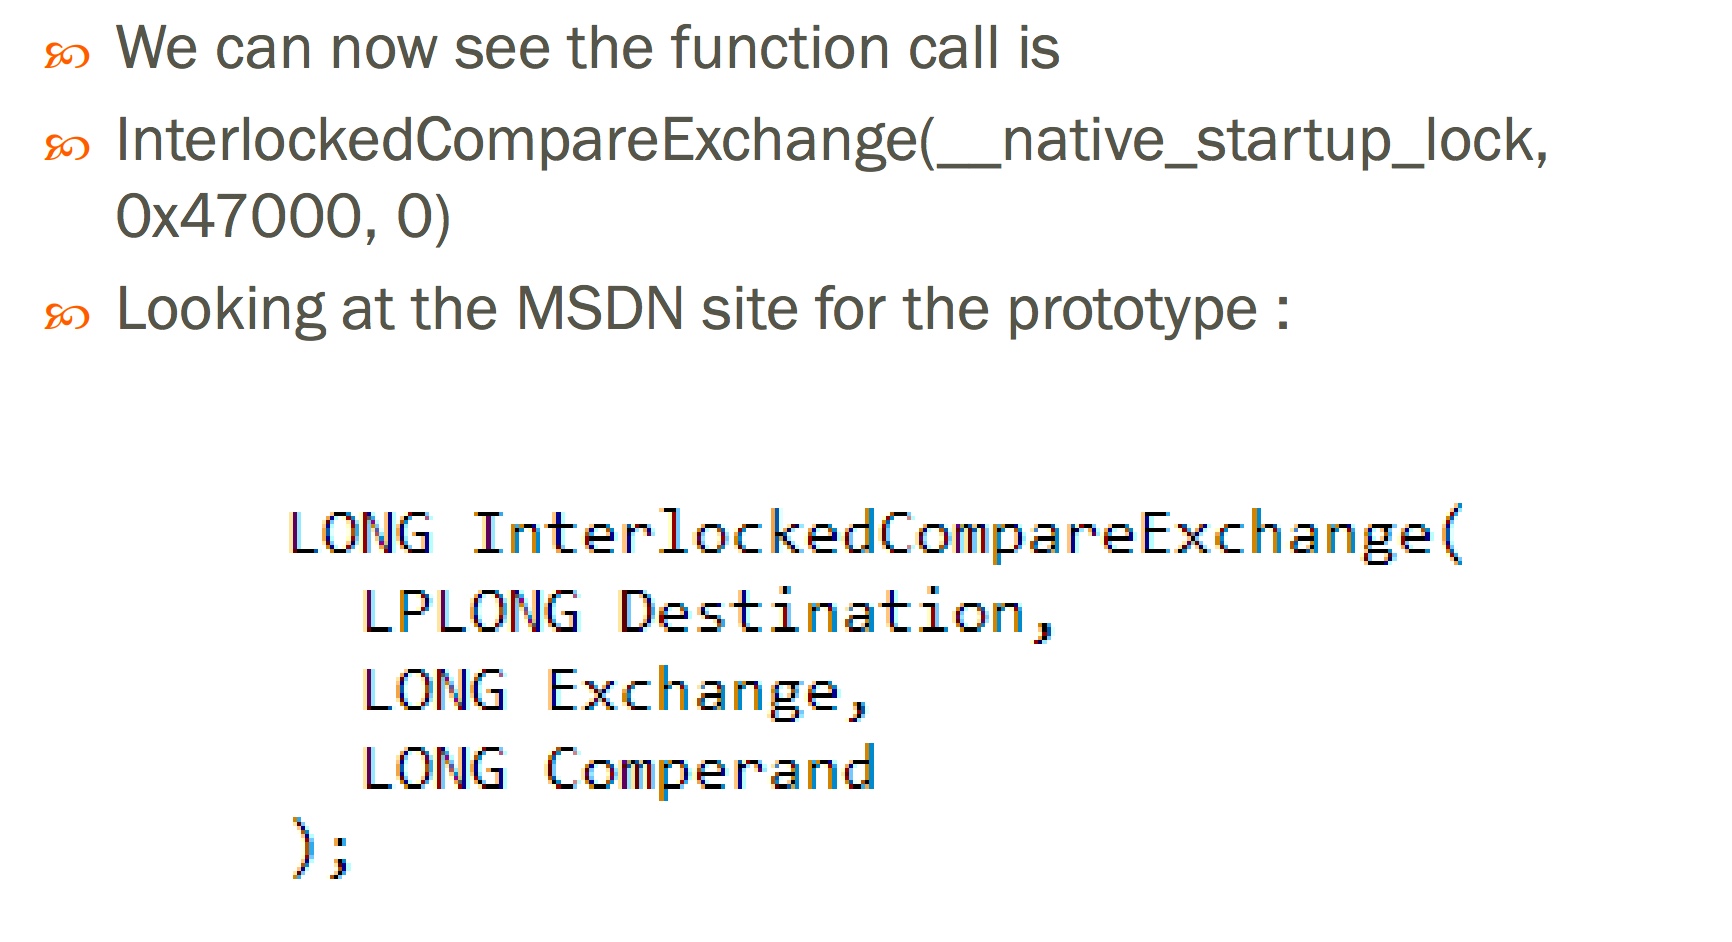 We can now see the function call is
InterlockedCompareExchange(__native_startup_lock,
0x47000, 0)
Looking at the MSDN site for the prototype :
LONG InterlockedCompareExchange(
LPLONG Destination,
LONG Exchange,
LONG Comperand
);